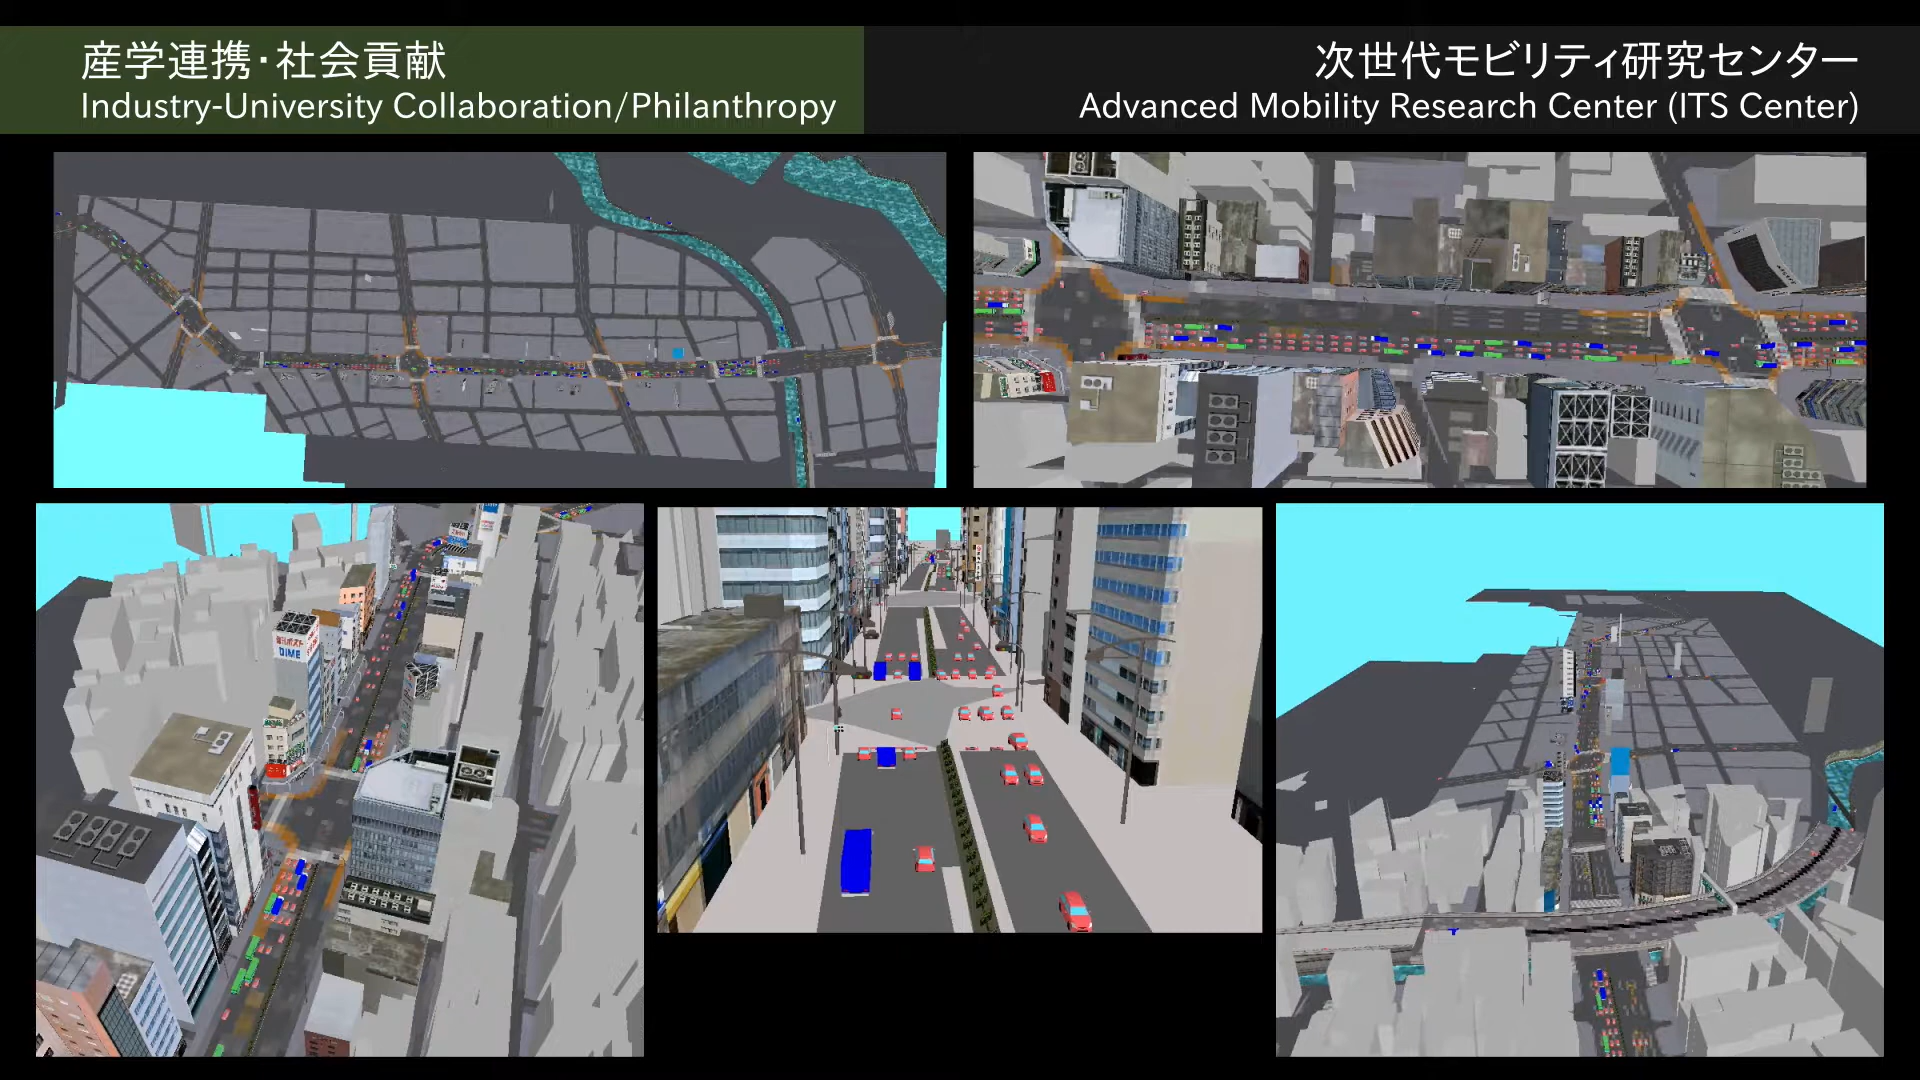 産学連携・社会貢献
Industry-University Collaboration/Philanthropy
次世代モビリティ研究センター
Advanced Mobility Research Center (ITS Center)
DIME